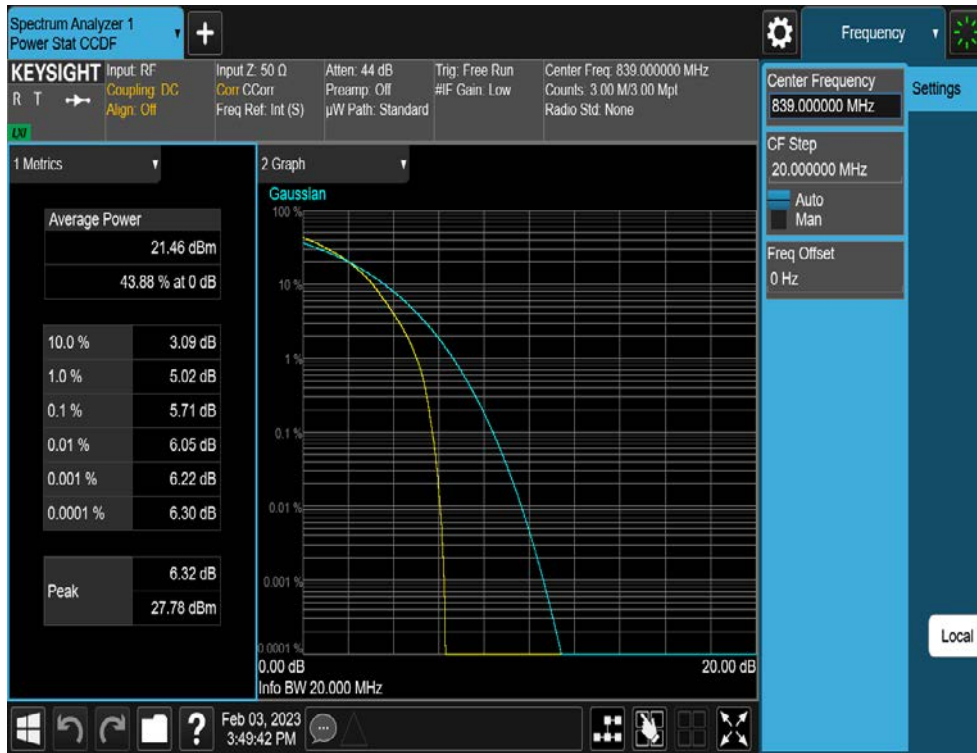 Spectrum Analyzer 1
Power Stat CCDF
+
Frequency
KEYSIGHT
R T
LXI
Input: RF
Coupling: DC
Align: Off
Input Z: 50 Ω
Corr CCorr
Freq Ref: Int (S)
Atten: 44 dB
Preamp: Off
µW Path: Standard
Trig: Free Run
#IF Gain: Low
Center Freq: 839.000000 MHz
Counts: 3.00 M/3.00 Mpt
Radio Std: None
Center Frequency
839.000000 MHz
Settings
CF Step
20.000000 MHz
Auto
Man
Freq Offset
0 Hz
Local
1 Metrics
Average Power
21.46 dBm
43.88 % at 0 dB
10.0 % 3.09 dB
1.0 % 5.02 dB
0.1 % 5.71 dB
0.01 % 6.05 dB
0.001 % 6.22 dB
0.0001 % 6.30 dB
Peak
6.32 dB
27.78 dBm
2 Graph
Gaussian
100 %
10 %
1 %
0.1 %
0.01 %
0.001 %
0.0001 %
0.00 dB 20.00 dB
Info BW 20.000 MHz
?
Feb 03, 2023
3:49:42 PM